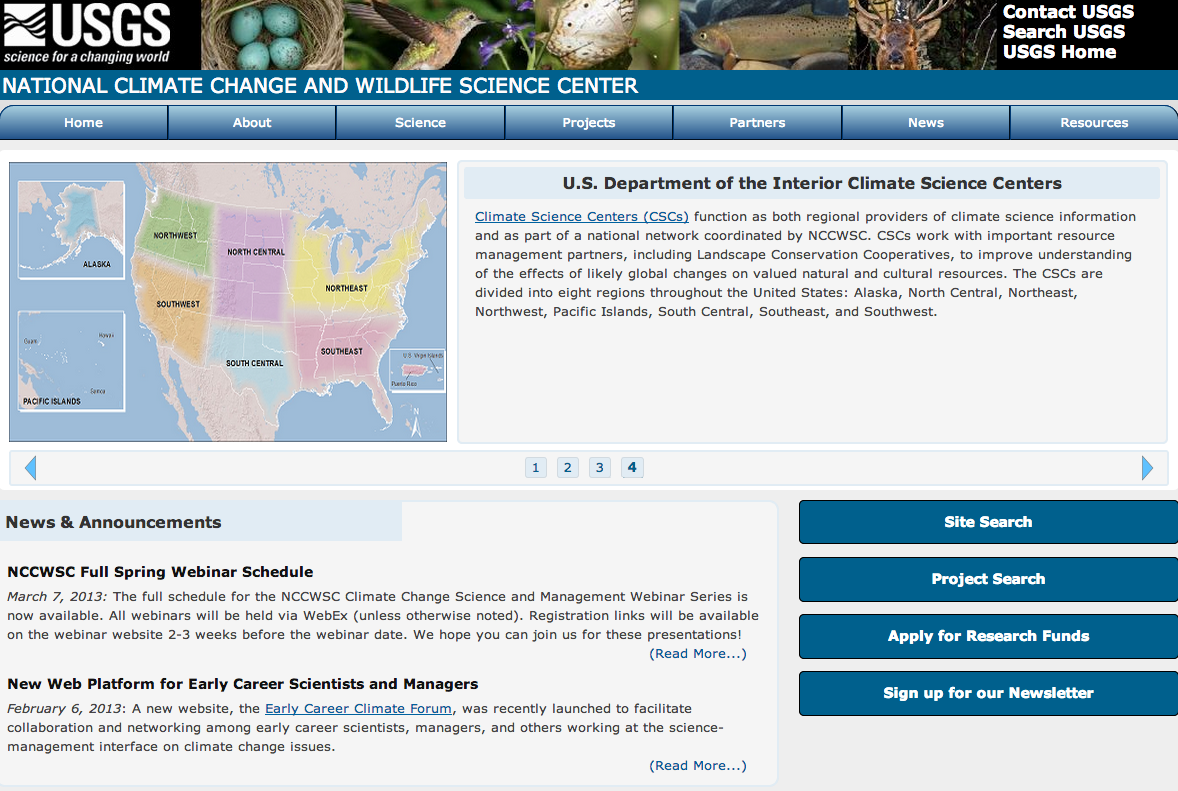 USGS
science for a changing world
Contact USGS
Search USGS
USGS Home
NATIONAL CLIMATE CHANGE AND WILDLIFE SCIENCE CENTER
Home
About
Science
Projects
Partners
News
Resources
ALASKA
NORTHWEST
NORTH CENTRAL
NORTHEAST
SOUTHWEST
SOUTH CENTRAL
SOUTHEAST
Guam
Hawaii
Samoa
PACIFIC ISLANDS
U.S. Virgin Islands
Puerto Rico
N
U.S. Department of the Interior Climate Science Centers
Climate Science Centers (CSCs) function as both regional providers of climate science information
and as part of a national network coordinated by NCCWSC. CSCs work with important resource
management partners, including Landscape Conservation Cooperatives, to improve understanding
of the effects of likely global changes on valued natural and cultural resources. The CSCs are
divided into eight regions throughout the United States: Alaska, North Central, Northeast,
Northwest, Pacific Islands, South Central, Southeast, and Southwest.
1
2
3
4
News & Announcements
NCCWSC Full Spring Webinar Schedule
March 7, 2013: The full schedule for the NCCWSC Climate Change Science and Management Webinar Series is
now available. All webinars will be held via WebEx (unless otherwise noted). Registration links will be available
on the webinar website 2-3 weeks before the webinar date. We hope you can join us for these presentations!
(Read More...)
New Web Platform for Early Career Scientists and Managers
February 6, 2013: A new website, the Early Career Climate Forum, was recently launched to facilitate
collaboration and networking among early career scientists, managers, and others working at the science-
management interface on climate change issues.
(Read More...)
Site Search
Project Search
Apply for Research Funds
Sign up for our Newsletter